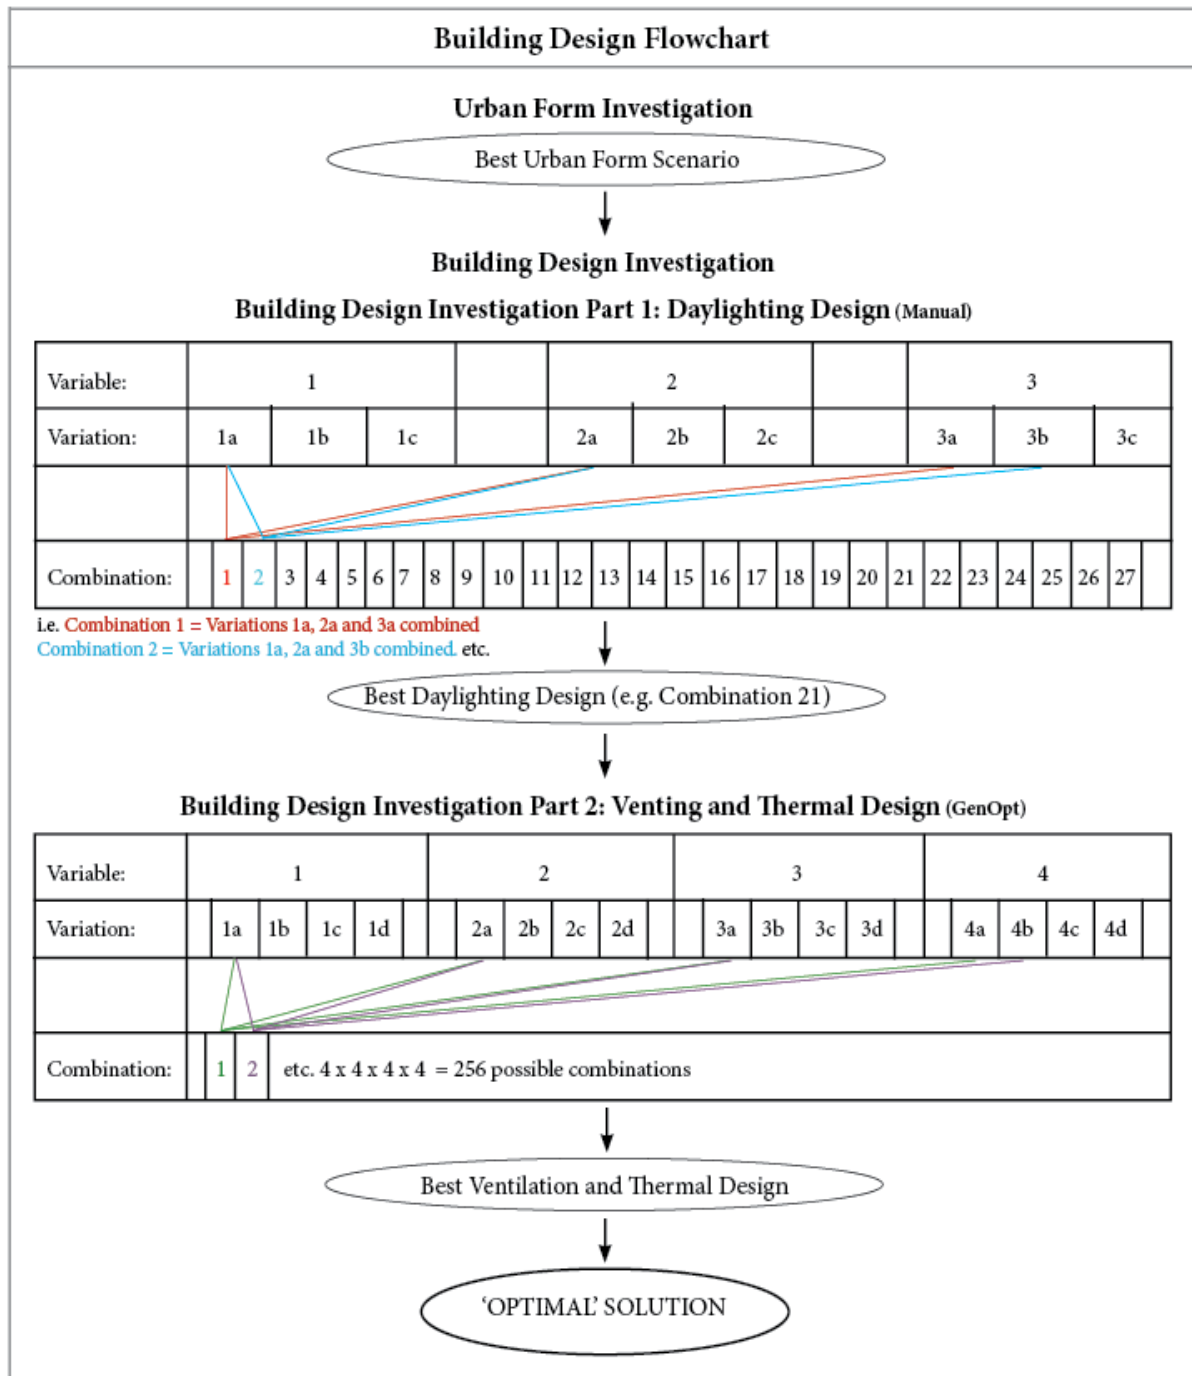 Building Design Flowchart
Urban Form Investigation
Best Urban Form Scenario
Building Design Investigation
Building Design Investigation Part 1: Daylighting Design (Manual)
Variable: 1 2 3
Variation: 1a 1b 1c 2a 2b 2c 3a 3b 3c
Combination: 1 2 3 4 5 6 7 8 9 10 11 12 13 14 15 16 17 18 19 20 21 22 23 24 25 26 27
i.e. Combination 1 = Variations 1a, 2a and 3a combined
Combination 2 = Variations 1a, 2a and 3b combined. etc.
Best Daylighting Design (e.g. Combination 21)
Building Design Investigation Part 2: Venting and Thermal Design (GenOpt)
Variable: 1 2 3 4
Variation: 1a 1b 1c 1d 2a 2b 2c 2d 3a 3b 3c 3d 4a 4b 4c 4d
Combination: 1 2 etc. 4 x 4 x 4 x 4 = 256 possible combinations
Best Ventilation and Thermal Design
‘OPTIMAL’ SOLUTION